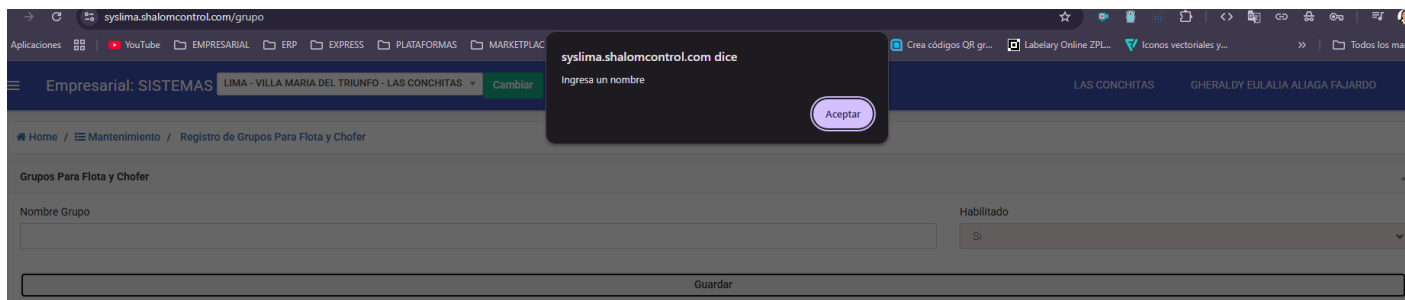 syslima.shalomcontrol.com/grupo
Aplicaciones YouTube EMPRESARIAL ERP EXPRESS PLATAFORMAS MARKETPLAC Crea códigos QR gr... Labelary Online ZPL... Iconos vectoriales y... » Todos los ma
syslima.shalomcontrol.com dice
Ingresa un nombre
Aceptar
Empresarial: SISTEMAS LIMA - VILLA MARIA DEL TRIUNFO - LAS CONCHITAS Cambiar LAS CONCHITAS GHERALDY EULALIA ALIAGA FAJARDO
Home / Mantenimiento / Registro de Grupos Para Flota y Chofer
Grupos Para Flota y Chofer
Nombre Grupo Habilitado
Si
Guardar